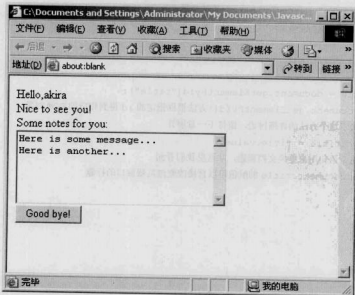 C:\Documents and Settings\Administrator\My Documents\Javasc...
文件(F) 编辑(E) 查看(V) 收藏(A) 工具(T) 帮助(H)
后退 搜索 收藏夹 媒体
地址(D) about:blank 转到 链接 »
Hello,akira
Nice to see you!
Some notes for you:
Here is some message...
Here is another...
Good bye!
完毕 我的电脑